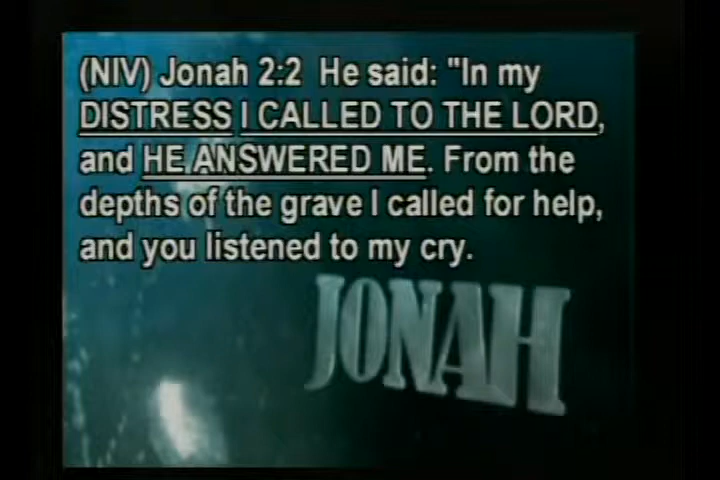 (NIV) Jonah 2:2 He said: "In my
DISTRESS I CALLED TO THE LORD,
and HE ANSWERED ME. From the
depths of the grave I called for help,
and you listened to my cry.
JONAH